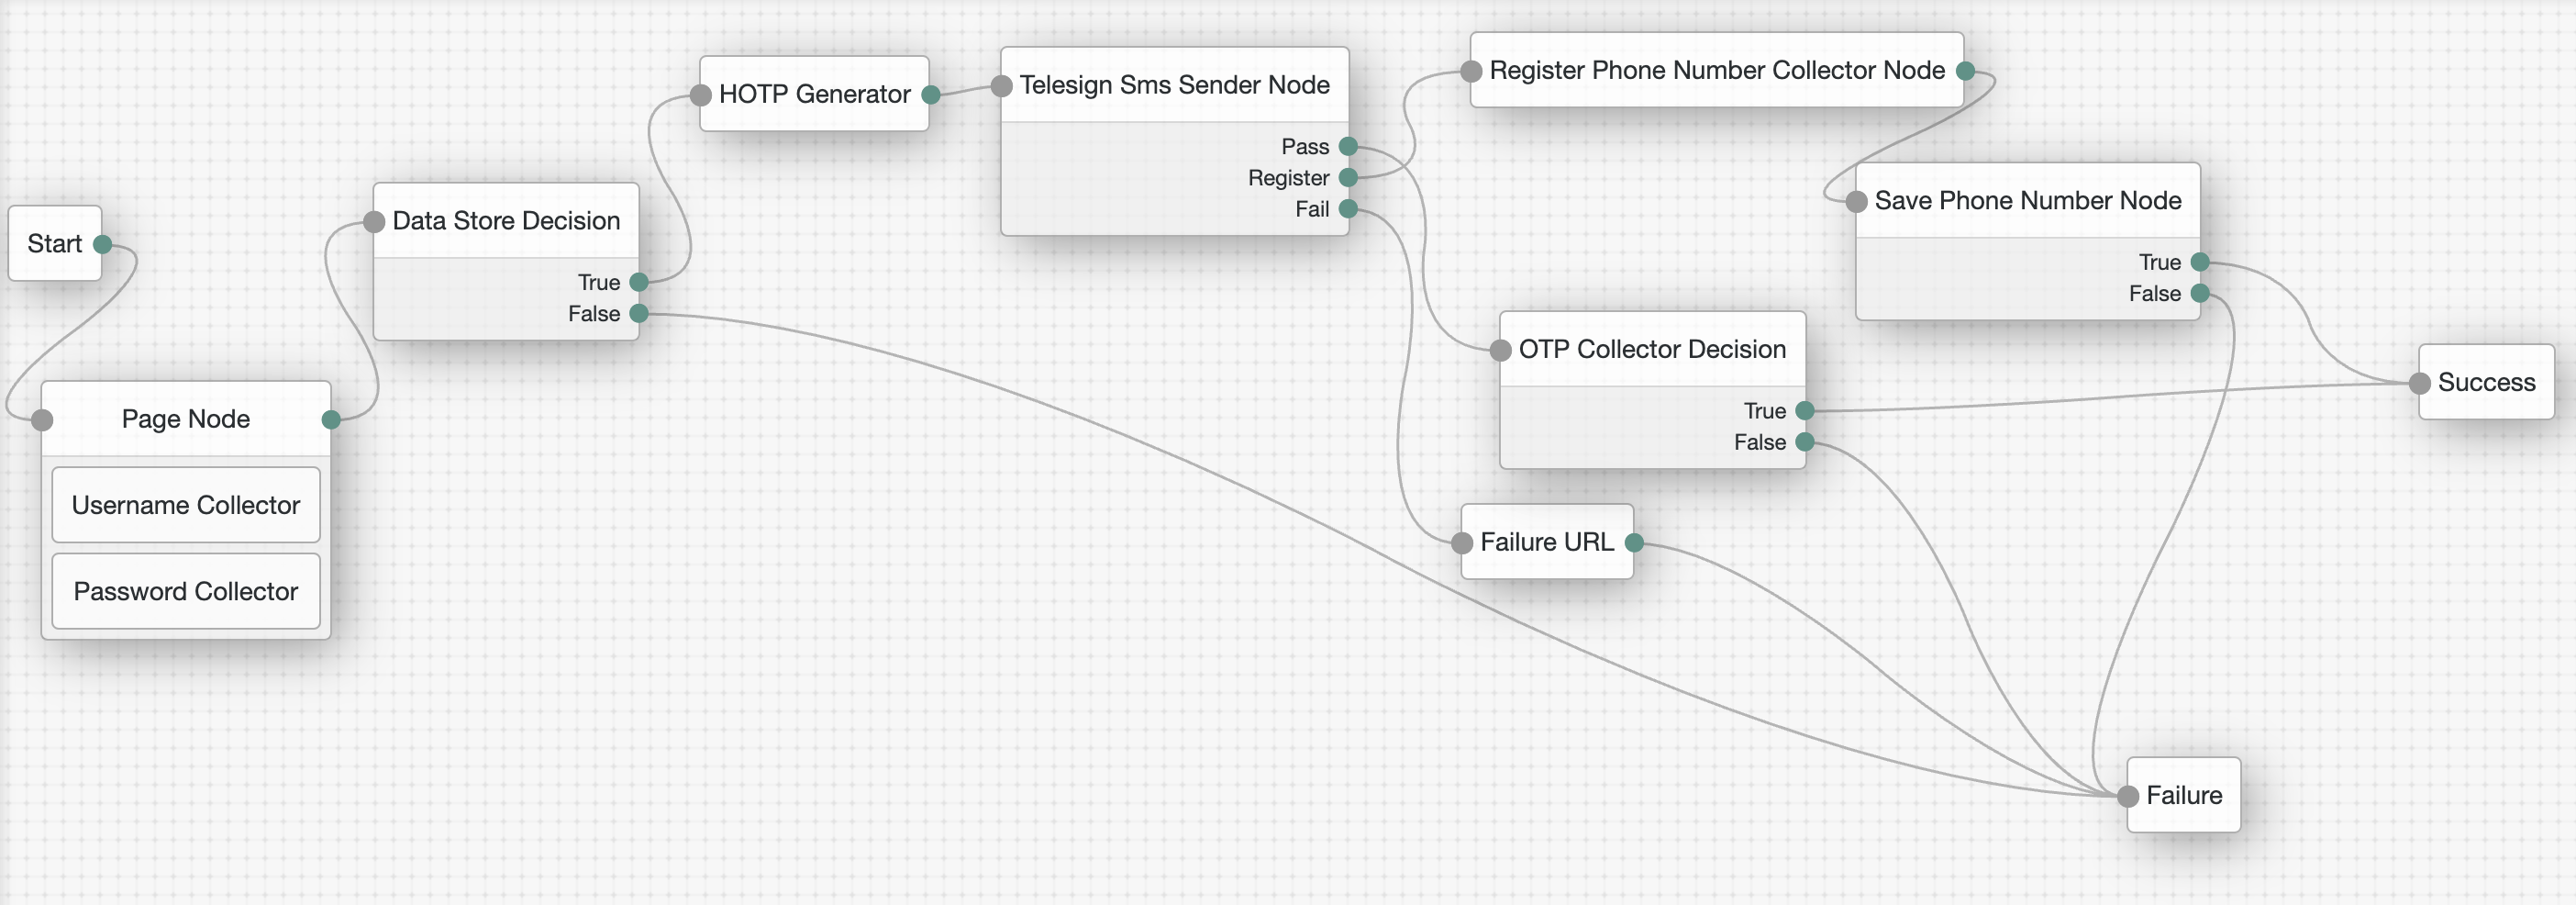 Start
Page Node
Username Collector
Password Collector
Data Store Decision
True
False
HOTP Generator
Telesign Sms Sender Node
Pass
Register
Fail
Register Phone Number Collector Node
Save Phone Number Node
True
False
OTP Collector Decision
True
False
Failure URL
Success
Failure